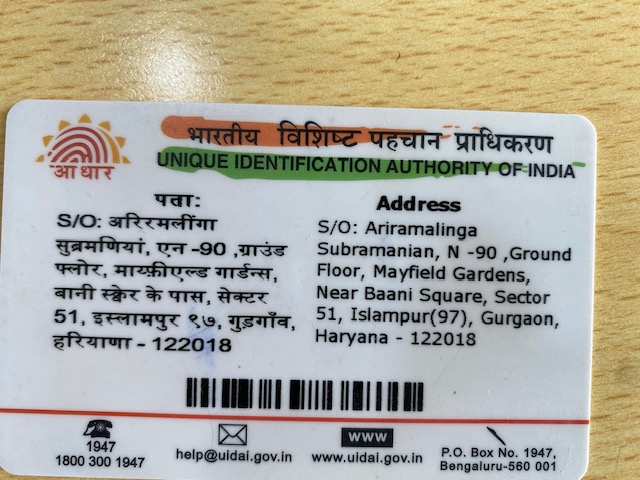 भारतीय विशिष्ट पहचान प्राधिकरण
UNIQUE IDENTIFICATION AUTHORITY OF INDIA
आधार
पता:
S/O: अरिरमलींगा
सुब्रमणियां, एन -90 ,ग्राउंड
फ्लोर, मायफ़ीएल्ड गार्डन्स,
बानी स्क्वेर के पास, सेक्टर
51, इस्लामपुर ९७, गुड़गाँव,
हरियाणा - 122018
Address
S/O: Ariramalinga
Subramanian, N -90 ,Ground
Floor, Mayfield Gardens,
Near Baani Square, Sector
51, Islampur(97), Gurgaon,
Haryana - 122018
1947
1800 300 1947
help@uidai.gov.in
WWW
www.uidai.gov.in
P.O. Box No. 1947,
Bengaluru-560 001